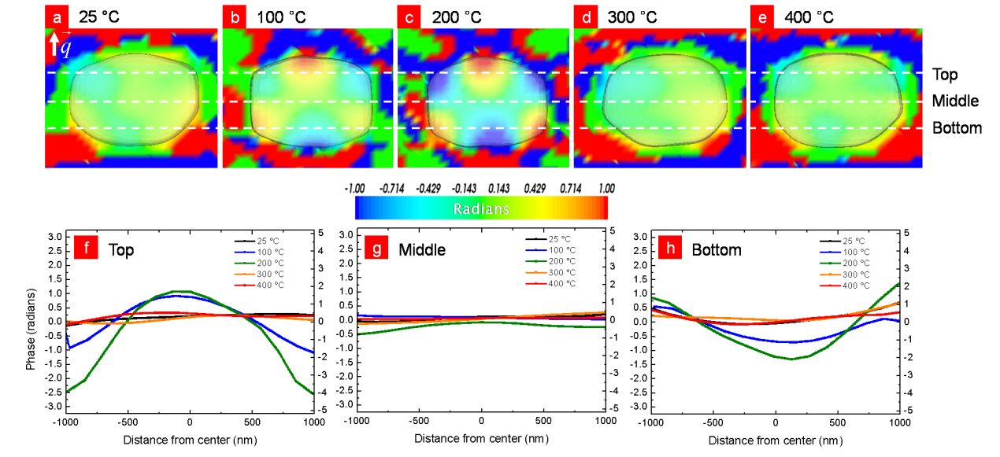 a 25 °C b 100 °C c 200 °C d 300 °C e 400 °C
q
Top
Middle
Bottom
-1.00 -0.714 -0.429 -0.143 0.143 0.429 0.714 1.00
Radians
f Top
25 °C
100 °C
200 °C
300 °C
400 °C
3.0
2.5
2.0
1.5
1.0
0.5
0.0
-0.5
-1.0
-1.5
-2.0
-2.5
-3.0
Phase (radians)
5
4
3
2
1
0
-1
-2
-3
-4
-5
-1000 -500 0 500 1000
Distance from center (nm)
g Middle
25 °C
100 °C
200 °C
300 °C
400 °C
3.0
2.5
2.0
1.5
1.0
0.5
0.0
-0.5
-1.0
-1.5
-2.0
-2.5
-3.0
5
4
3
2
1
0
-1
-2
-3
-4
-5
-1000 -500 0 500 1000
Distance from center (nm)
h Bottom
25 °C
100 °C
200 °C
300 °C
400 °C
3.0
2.5
2.0
1.5
1.0
0.5
0.0
-0.5
-1.0
-1.5
-2.0
-2.5
-3.0
5
4
3
2
1
0
-1
-2
-3
-4
-5
-1000 -500 0 500 1000
Distance from center (nm)